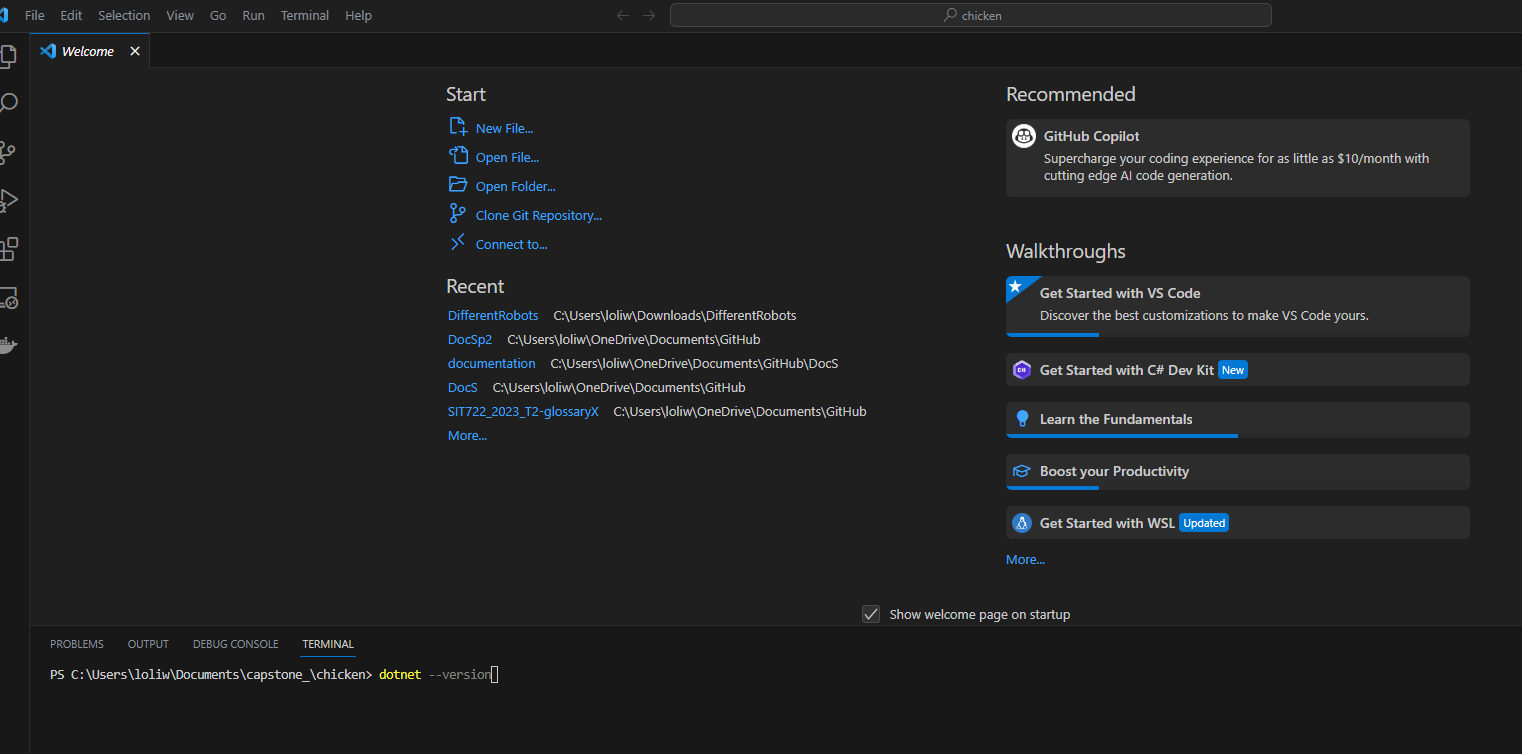 File Edit Selection View Go Run Terminal Help
chicken
Welcome
Start
New File...
Open File...
Open Folder...
Clone Git Repository...
Connect to...
Recent
DifferentRobots C:\Users\loliw\Downloads\DifferentRobots
DocSp2 C:\Users\loliw\OneDrive\Documents\GitHub
documentation C:\Users\loliw\OneDrive\Documents\GitHub\DocS
DocS C:\Users\loliw\OneDrive\Documents\GitHub
SIT722_2023_T2-glossaryX C:\Users\loliw\OneDrive\Documents\GitHub
More...
Recommended
GitHub Copilot
Supercharge your coding experience for as little as $10/month with
cutting edge AI code generation.
Walkthroughs
Get Started with VS Code
Discover the best customizations to make VS Code yours.
Get Started with C# Dev Kit New
Learn the Fundamentals
Boost your Productivity
Get Started with WSL Updated
More...
Show welcome page on startup
PROBLEMS OUTPUT DEBUG CONSOLE TERMINAL
PS C:\Users\loliw\Documents\capstone_\chicken> dotnet --version